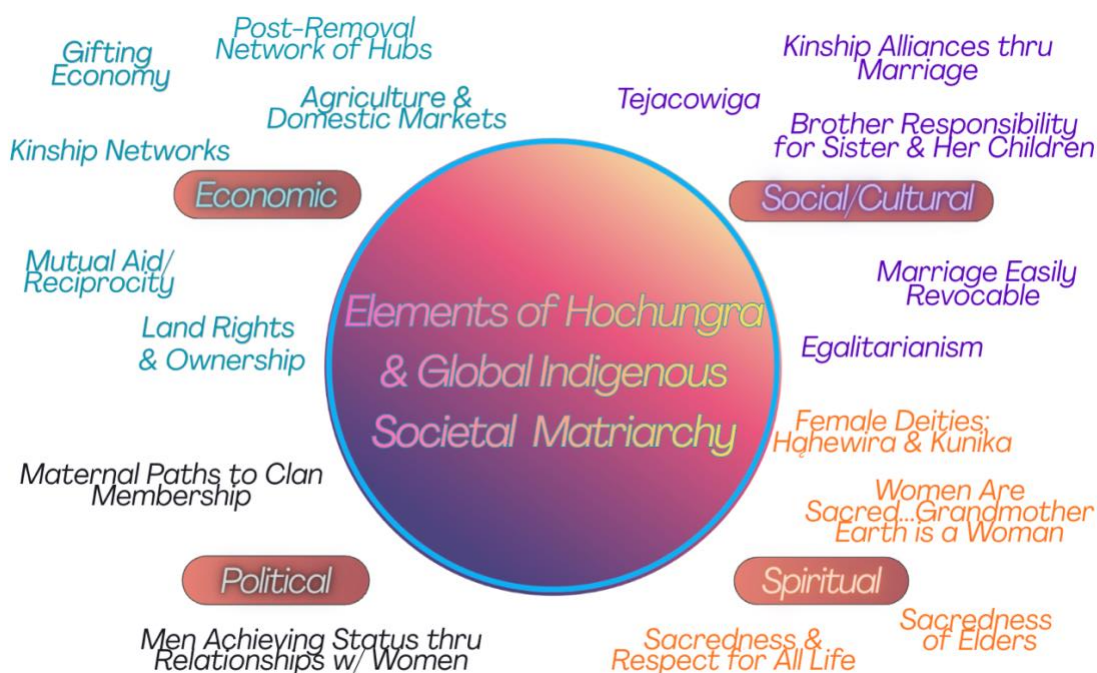 Post-Removal
Network of Hubs
Gifting
Economy
Agriculture &
Domestic Markets
Kinship Networks
Economic
Mutual Aid/
Reciprocity
Land Rights
& Ownership
Kinship Alliances thru
Marriage
Tejacowiga
Brother Responsibility
for Sister & Her Children
Social/Cultural
Marriage Easily
Revocable
Egalitarianism
Elements of Hochungra
& Global Indigenous
Societal Matriarchy
Maternal Paths to Clan
Membership
Political
Men Achieving Status thru
Relationships w/ Women
Female Deities;
Hąhewira & Kunika
Women Are
Sacred...Grandmother
Earth is a Woman
Spiritual
Sacredness
of Elders
Sacredness &
Respect for All Life